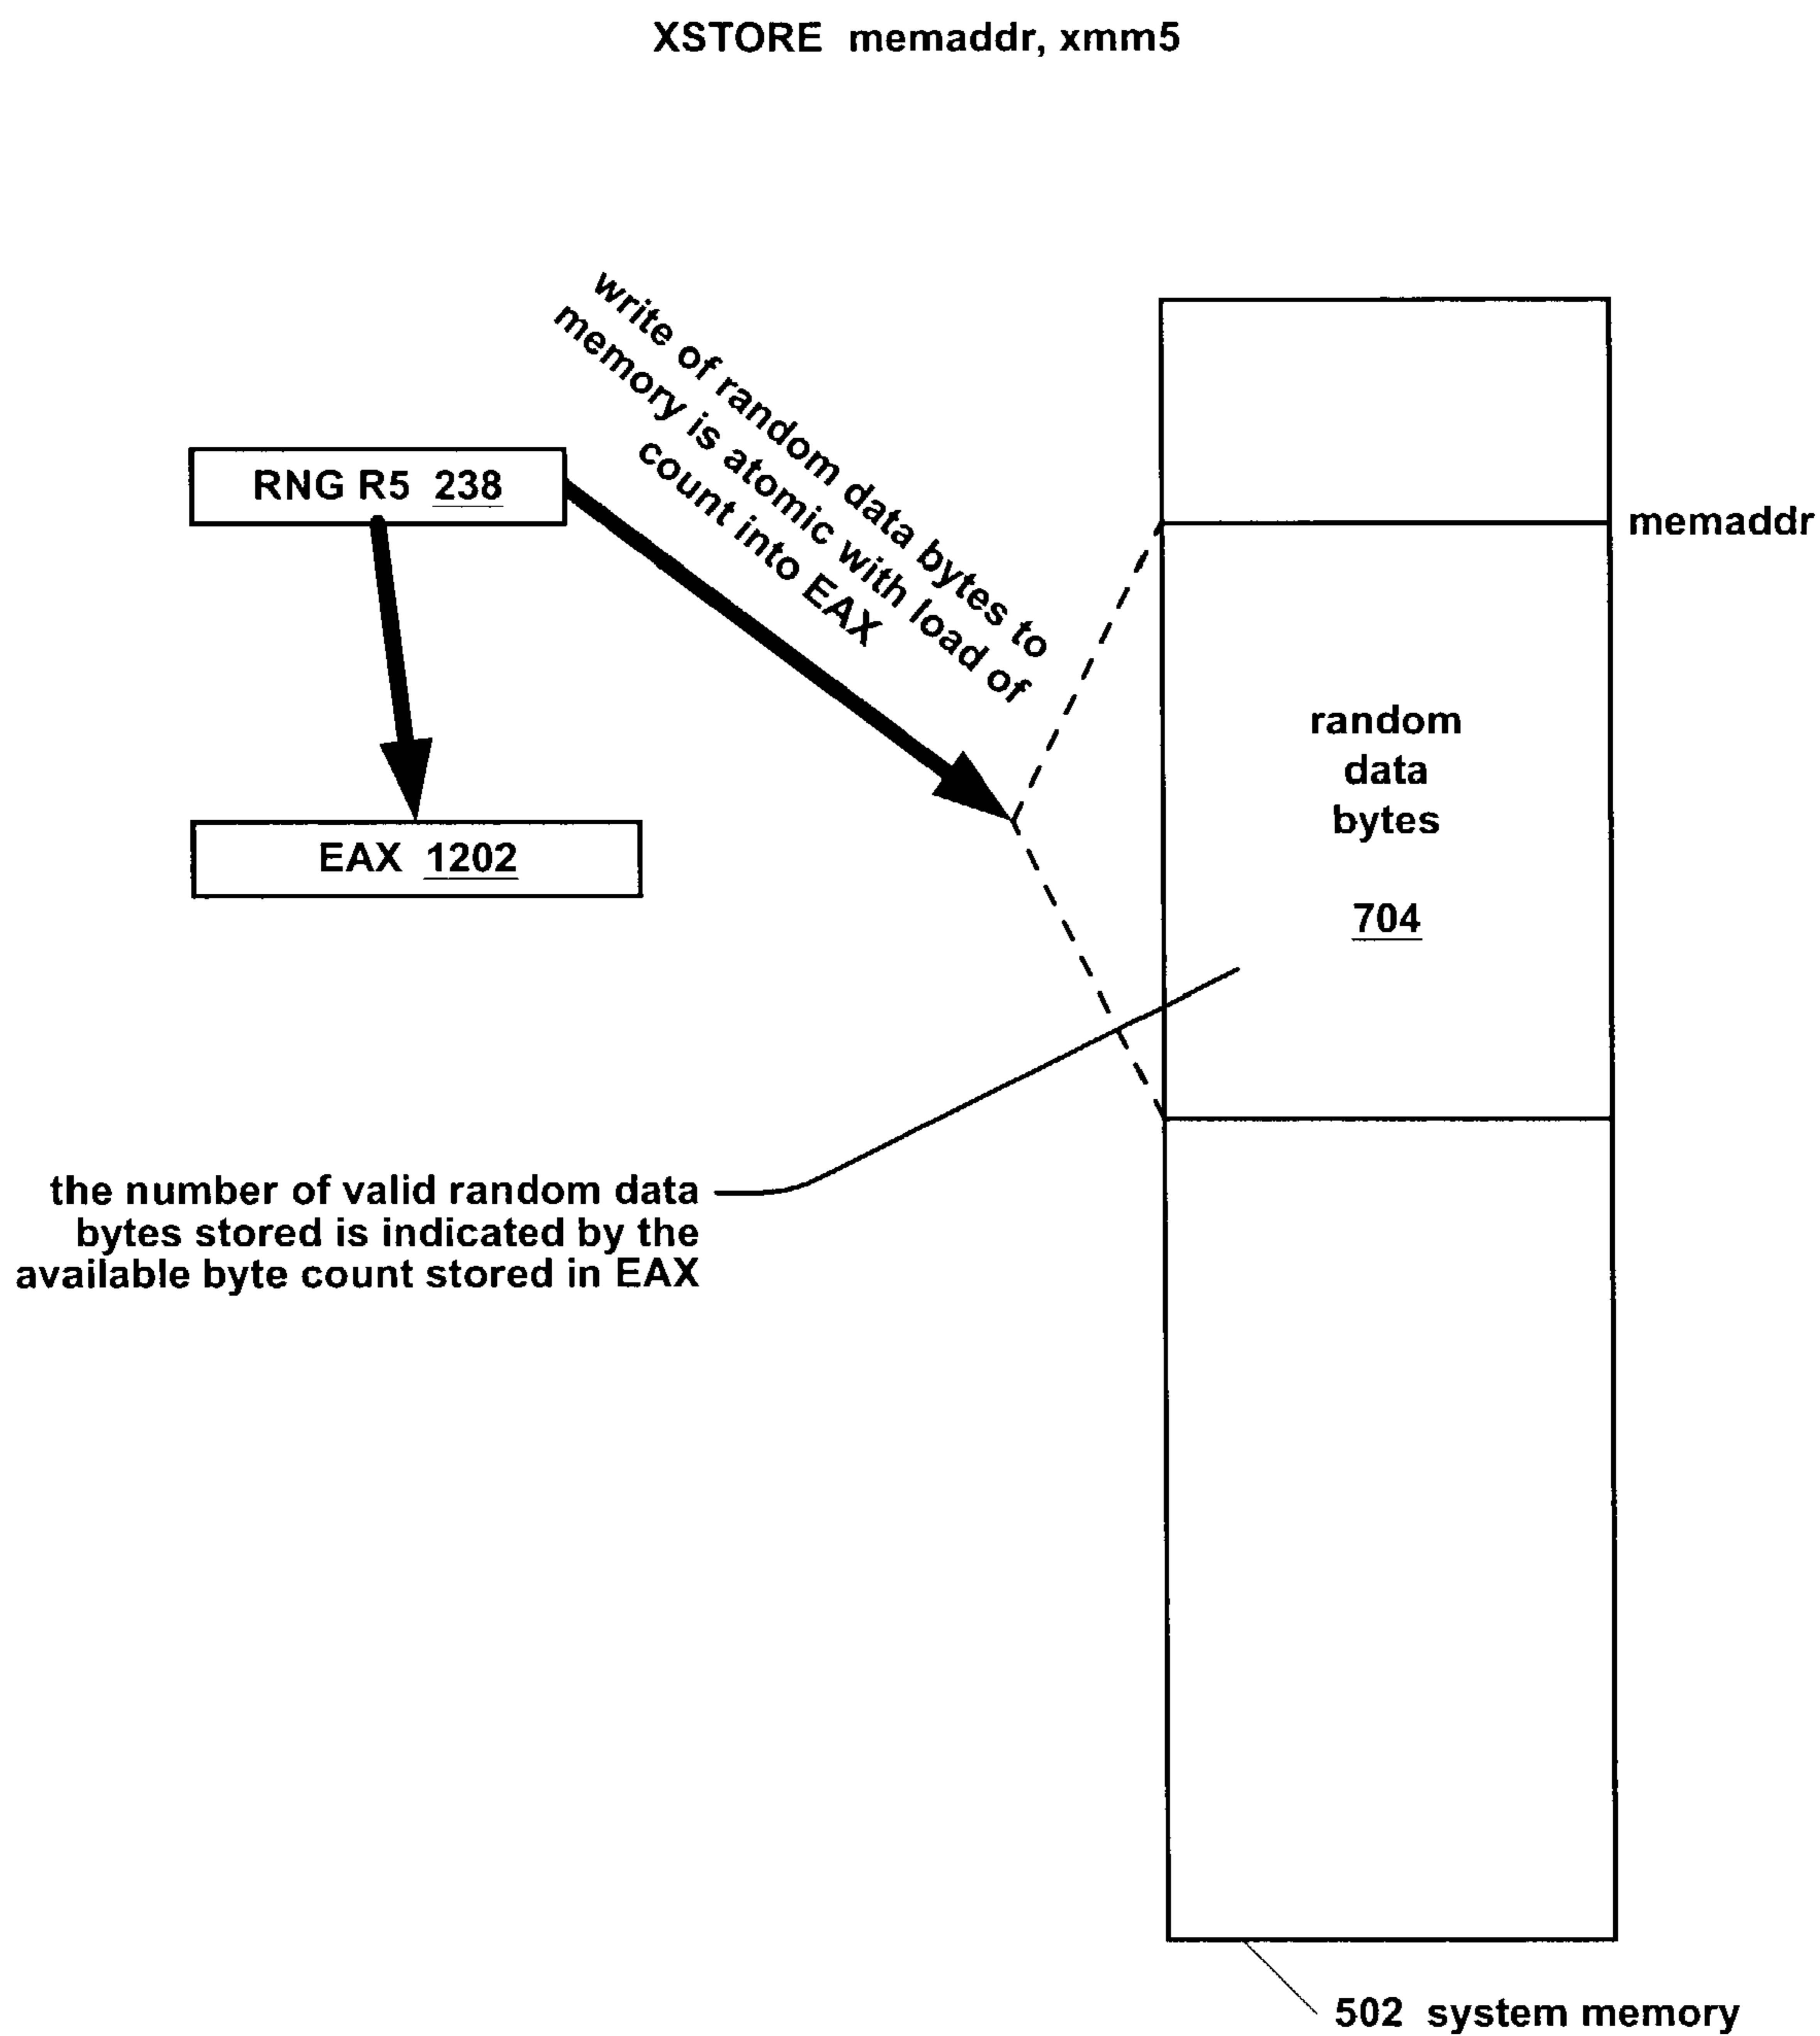 XSTORE memaddr, xmm5
write of random data bytes to
memory is atomic with load of
count into EAX
RNG R5 238
memaddr
random
data
bytes
704
EAX 1202
the number of valid random data
bytes stored is indicated by the
available byte count stored in EAX
502 system memory